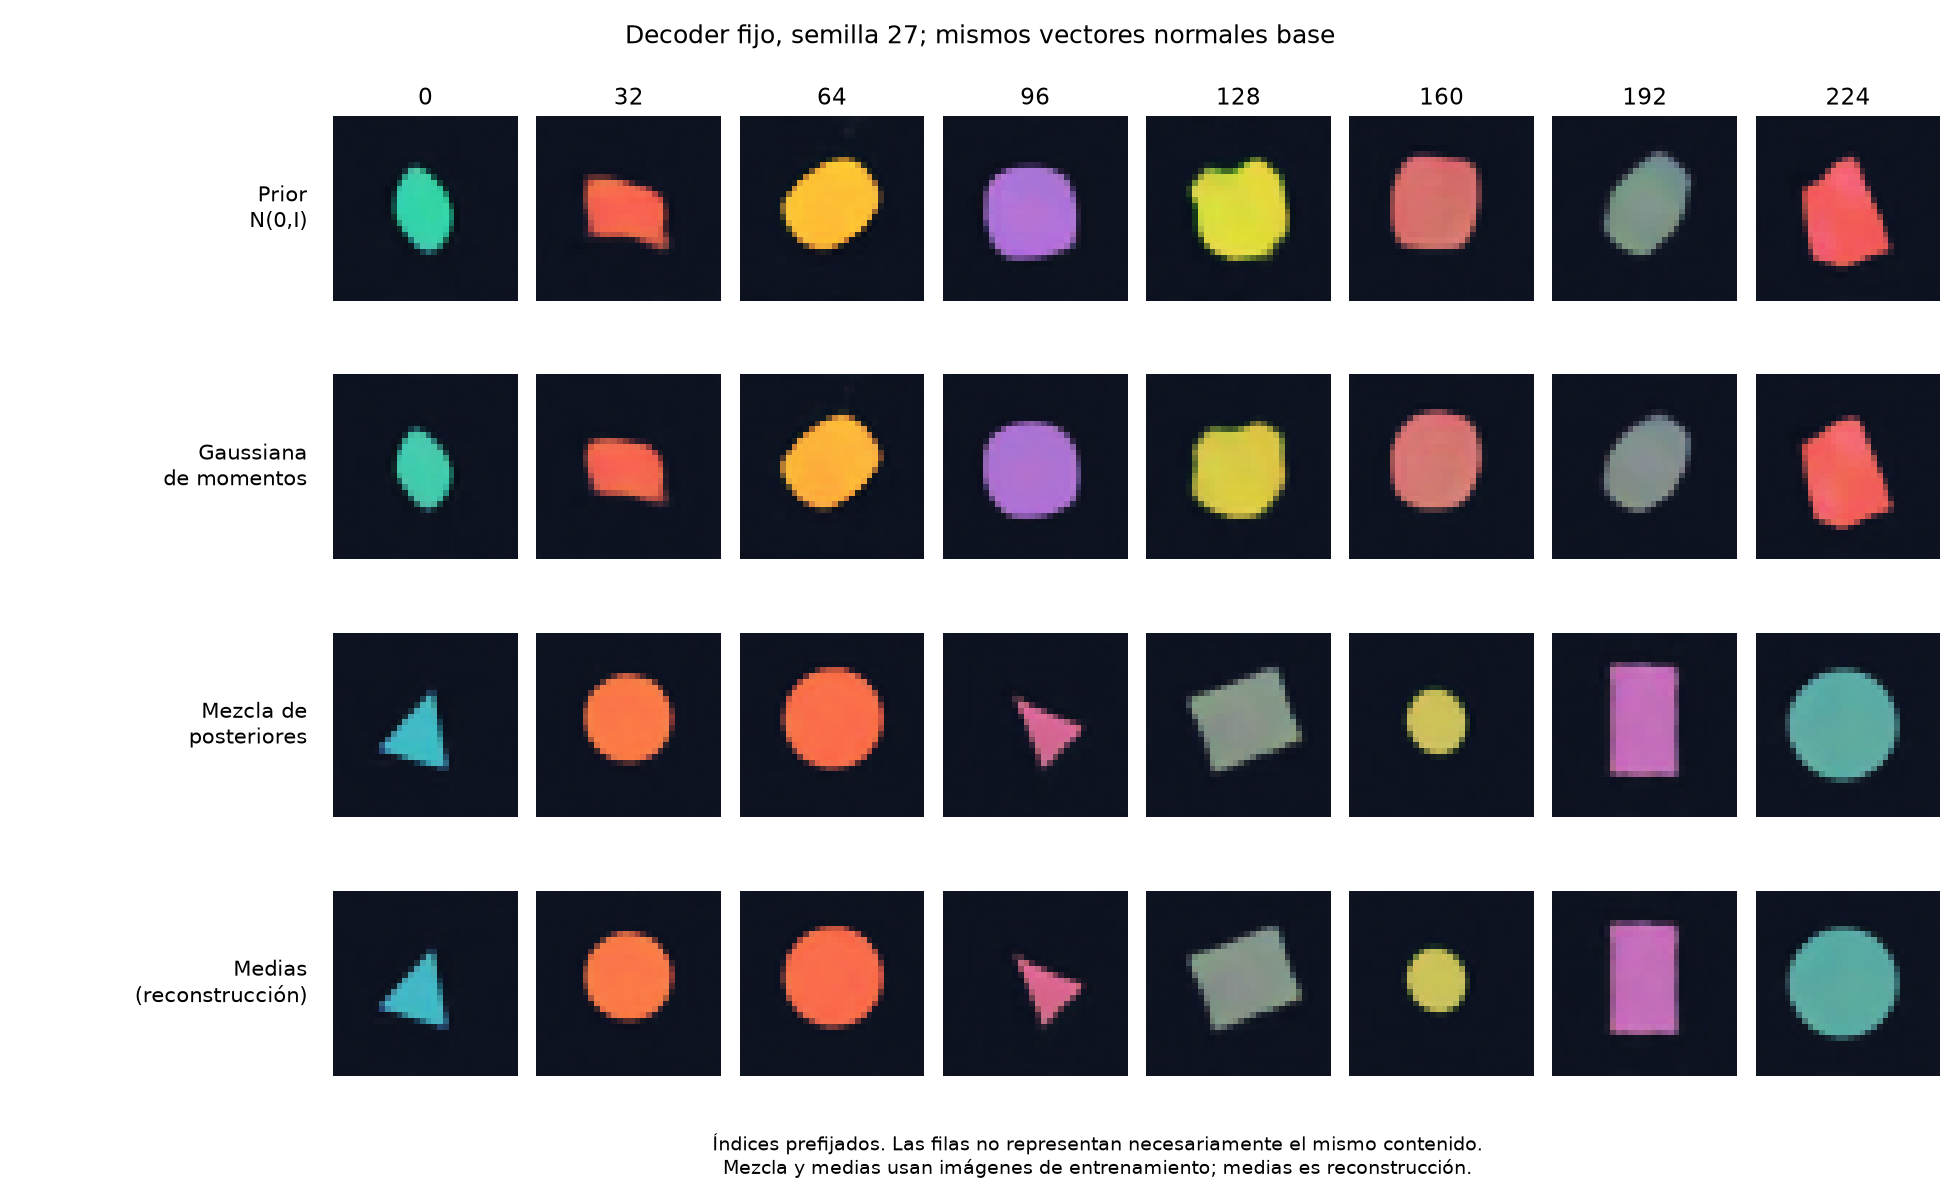 Decoder fijo, semilla 27; mismos vectores normales base
0 32 64 96 128 160 192 224
Prior
N(0,I)
Gaussiana
de momentos
Mezcla de
posteriores
Medias
(reconstrucción)
Índices prefijados. Las filas no representan necesariamente el mismo contenido.
Mezcla y medias usan imágenes de entrenamiento; medias es reconstrucción.